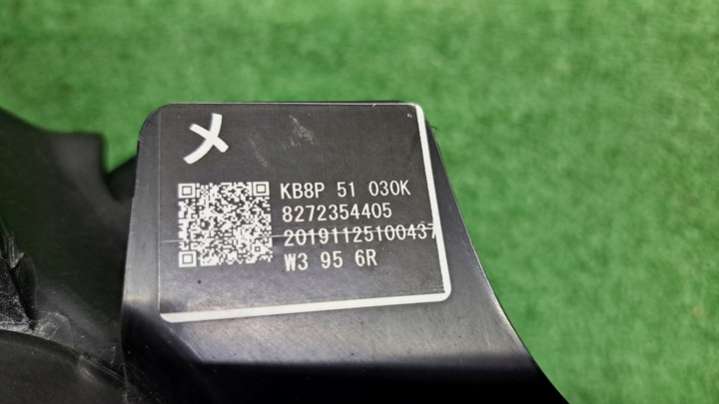 メ
KB8P 51 030K
8272354405
20191125100437
W3 95 6R